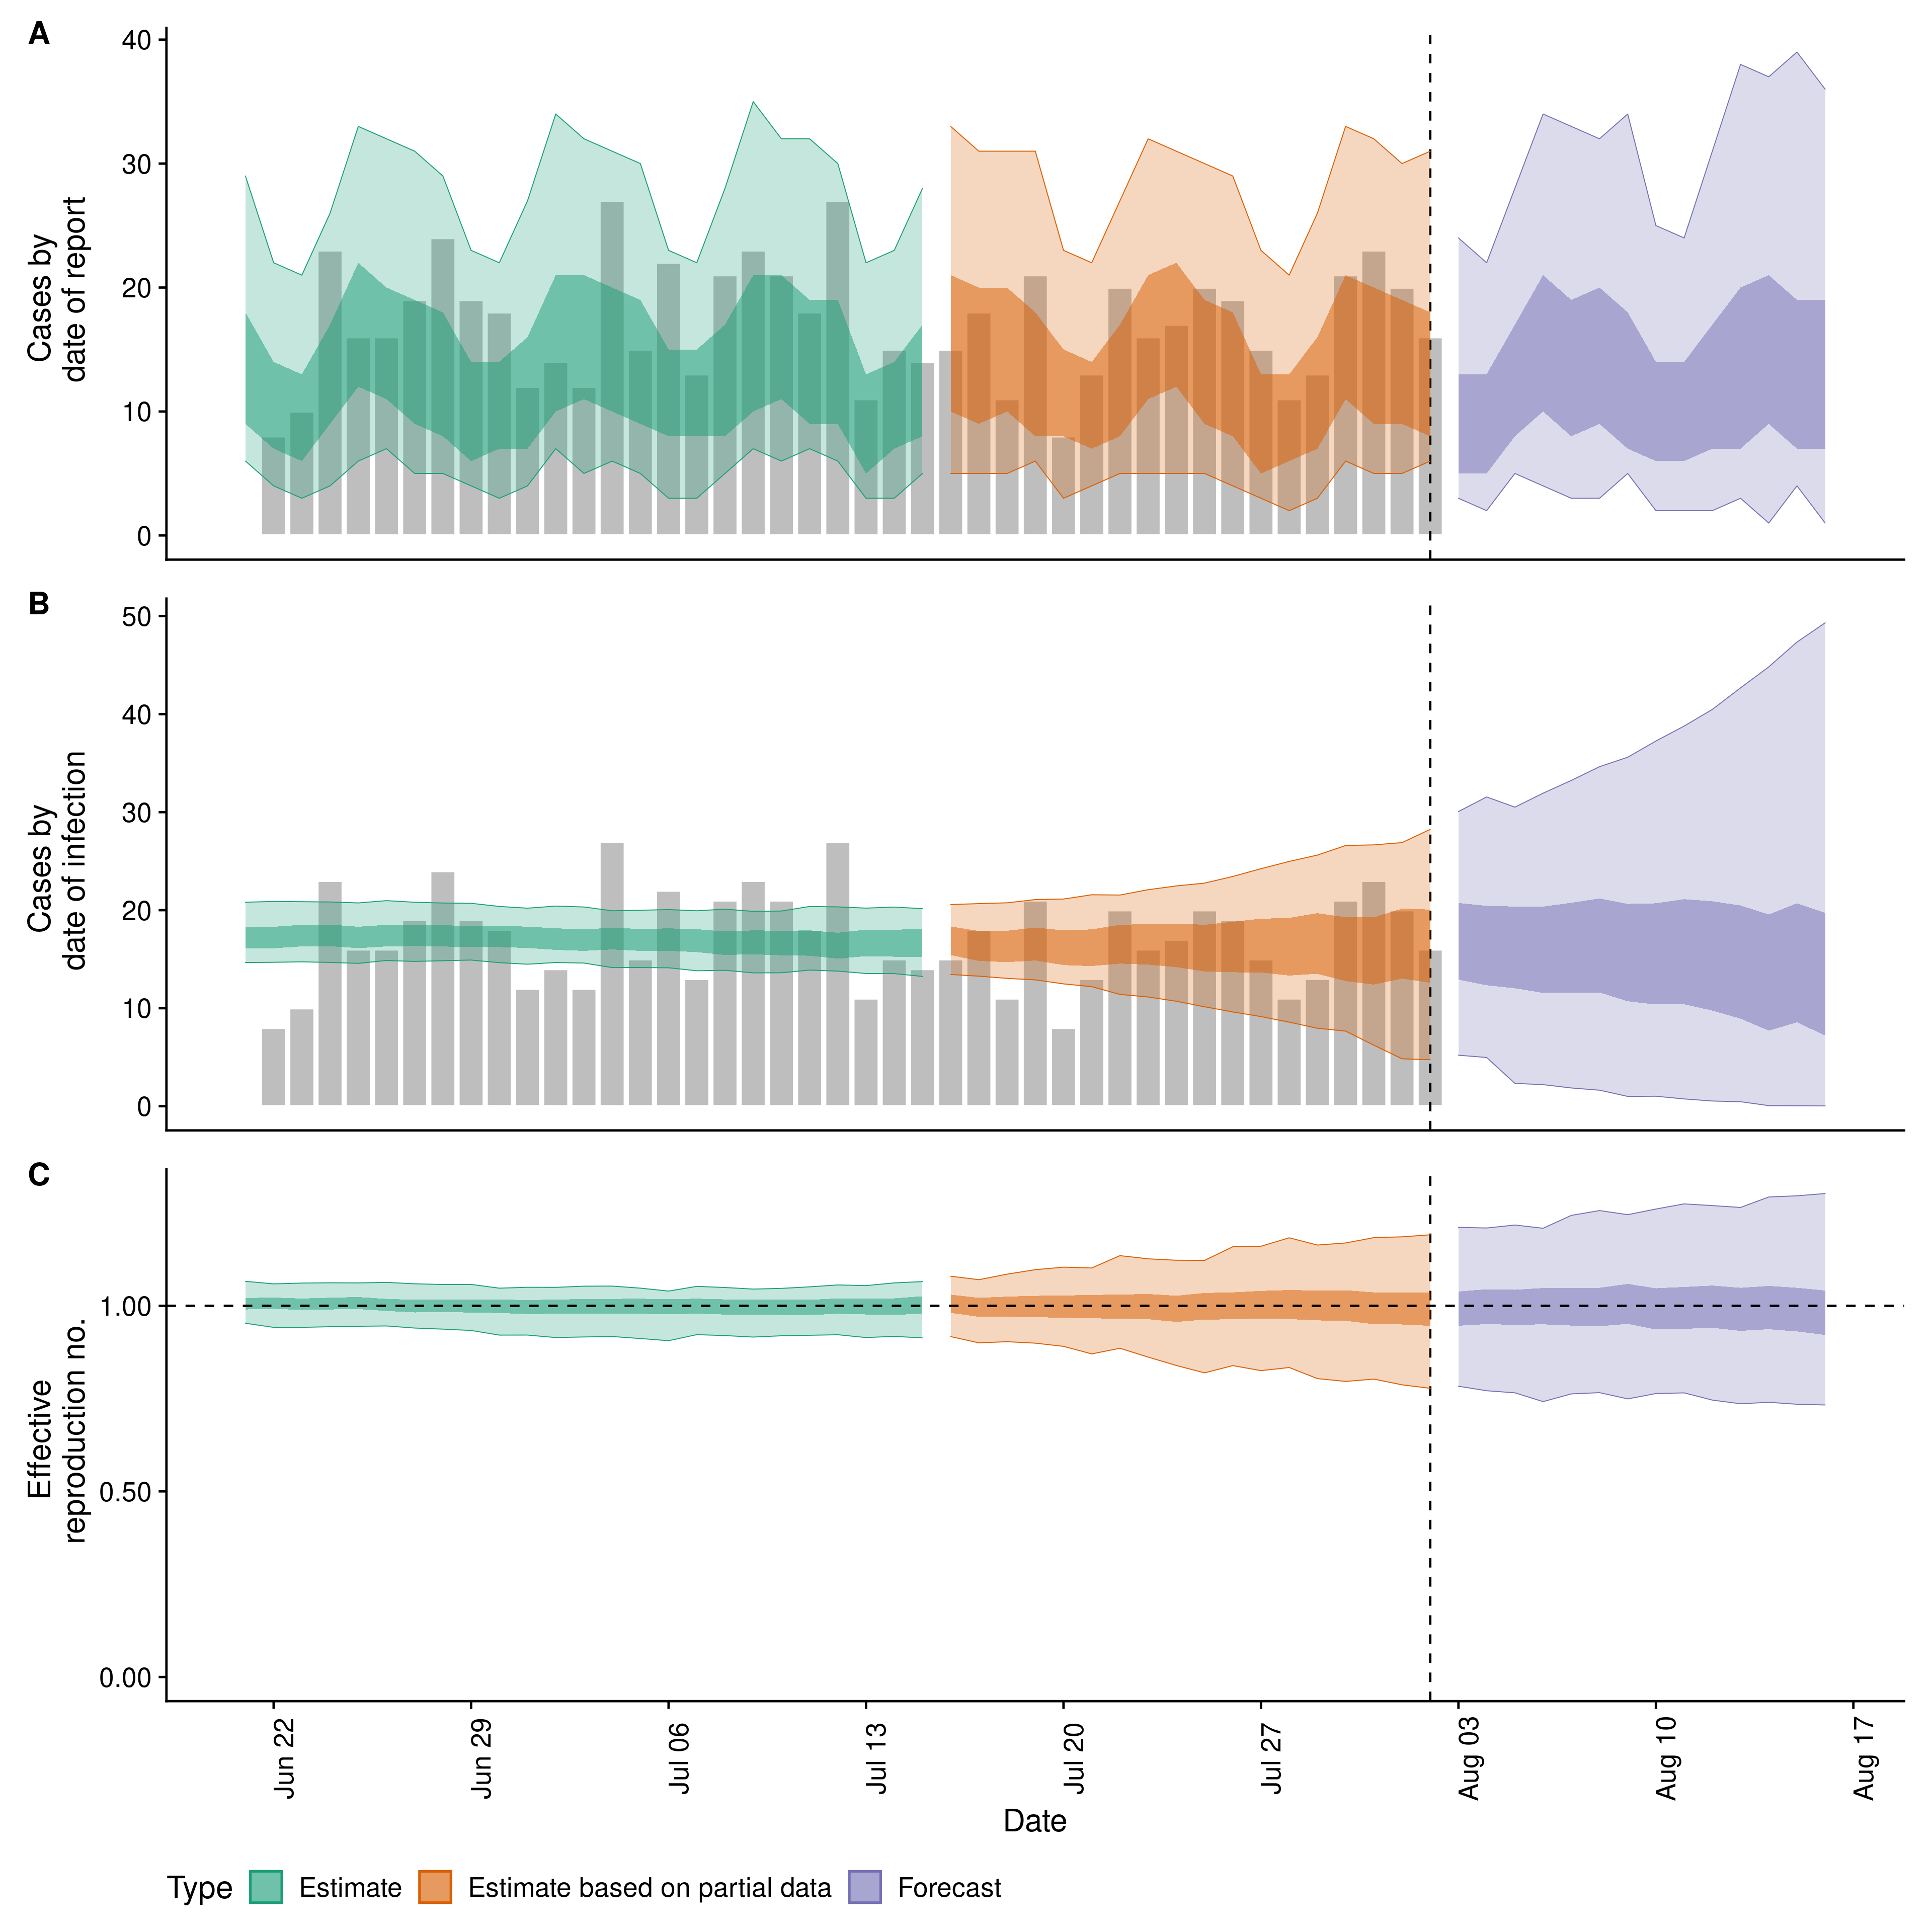 A
40
30
20
10
0
Cases by
date of report
B
50
40
30
20
10
0
Cases by
date of infection
C
1.00
0.50
0.00
Effective
reproduction no.
Jun 22
Jun 29
Jul 06
Jul 13
Jul 20
Jul 27
Aug 03
Aug 10
Aug 17
Date
Type Estimate Estimate based on partial data Forecast